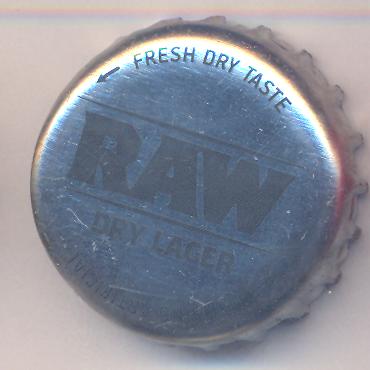 ← FRESH DRY TASTE
RAW
DRY LAGER